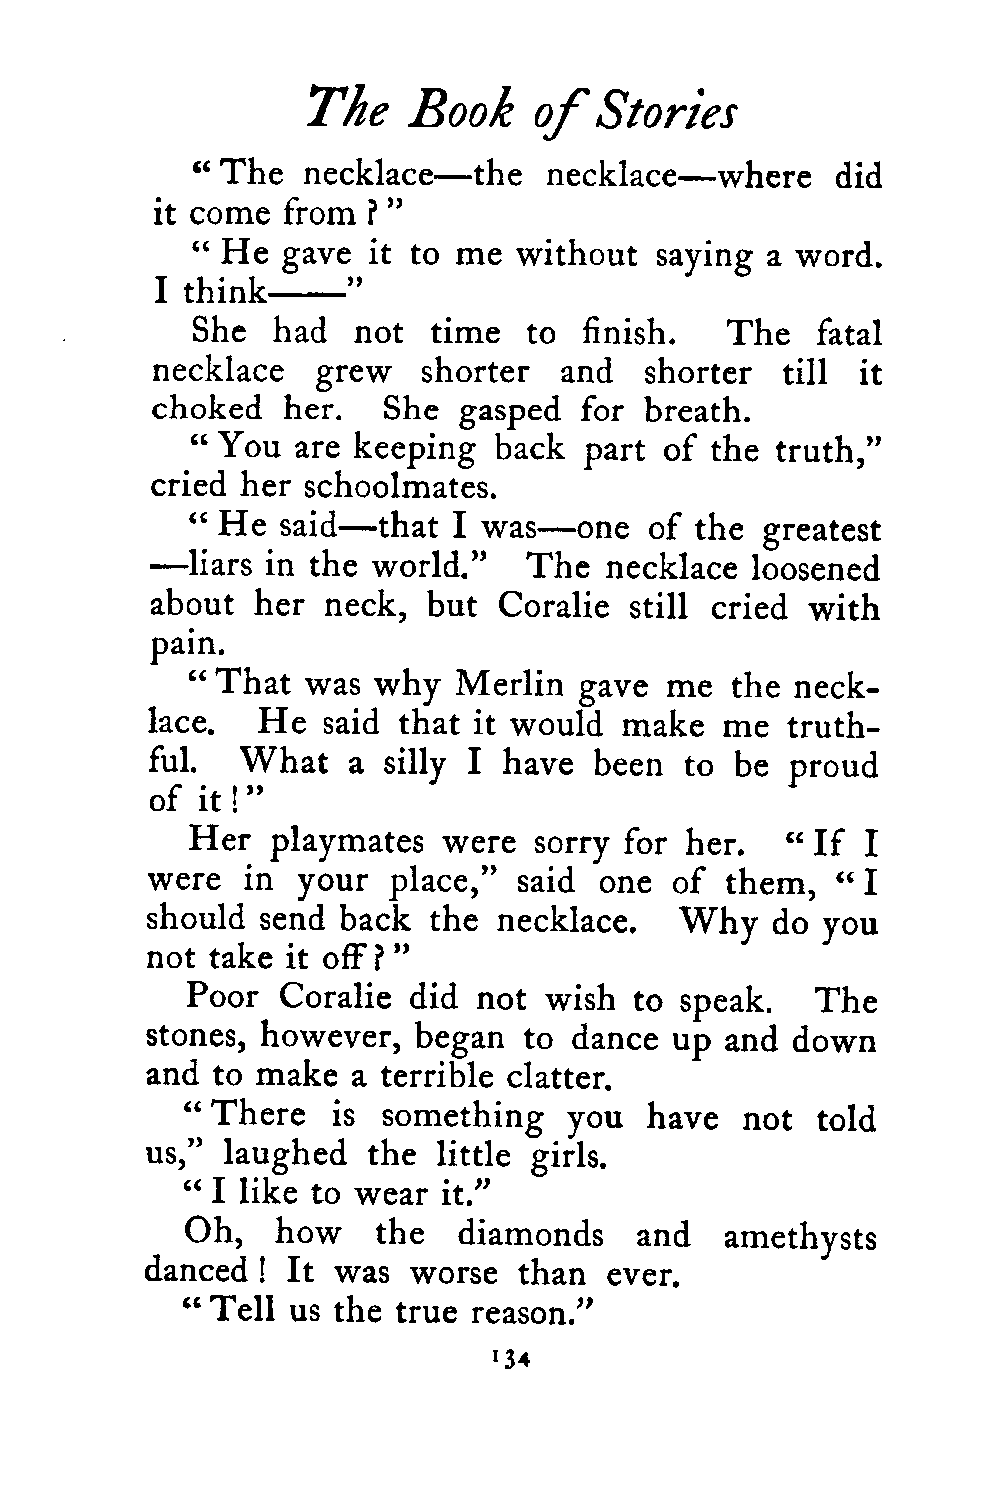 The Book of Stories
“The necklace—the necklace—where did
it come from?”
“He gave it to me without saying a word.
I think——”
She had not time to finish. The fatal
necklace grew shorter and shorter till it
choked her. She gasped for breath.
“You are keeping back part of the truth,”
cried her schoolmates.
“He said—that I was—one of the greatest
—liars in the world.” The necklace loosened
about her neck, but Coralie still cried with
pain.
“That was why Merlin gave me the neck-
lace. He said that it would make me truth-
ful. What a silly I have been to be proud
of it!”
Her playmates were sorry for her. “If I
were in your place,” said one of them, “I
should send back the necklace. Why do you
not take it off?”
Poor Coralie did not wish to speak. The
stones, however, began to dance up and down
and to make a terrible clatter.
“There is something you have not told
us,” laughed the little girls.
“I like to wear it.”
Oh, how the diamonds and amethysts
danced! It was worse than ever.
“Tell us the true reason.”
134